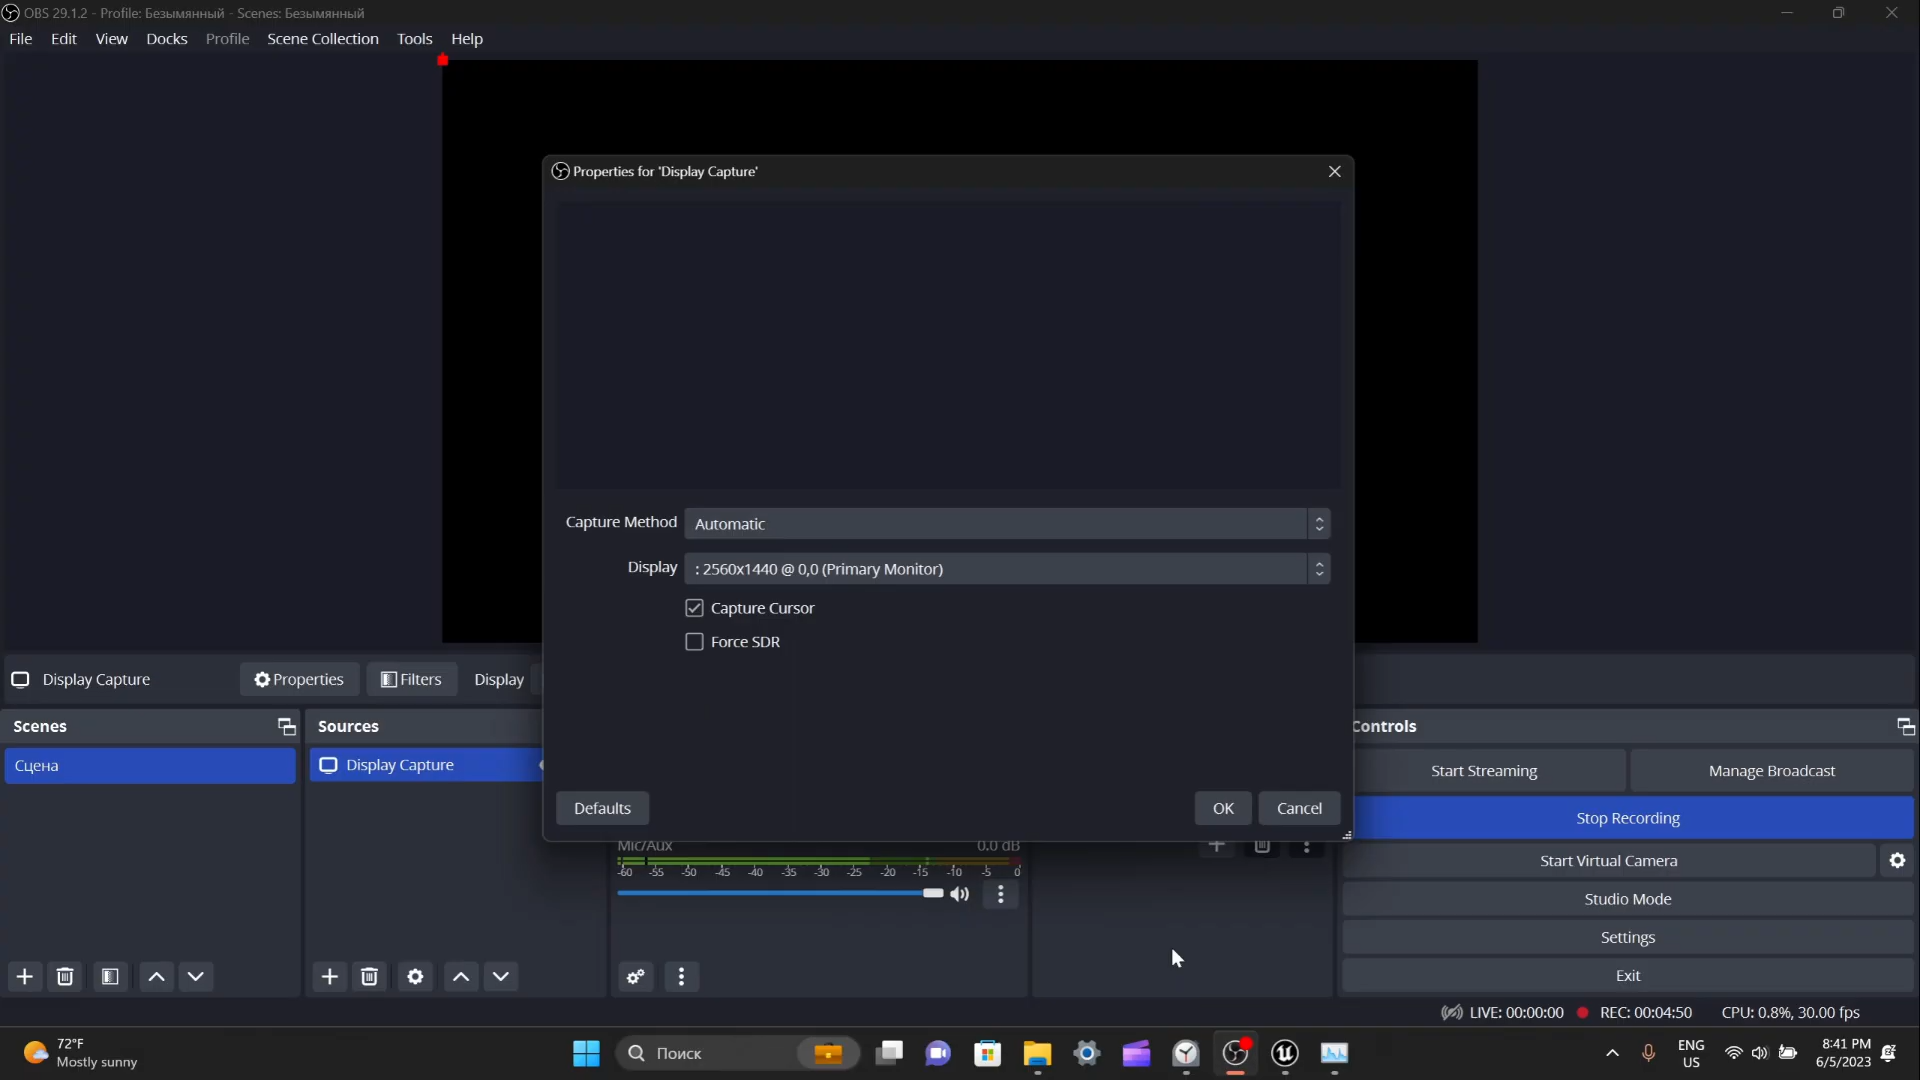 OBS 29.1.2 - Profile: Безымянный - Scenes: Безымянный
File Edit View Docks Profile Scene Collection Tools Help
Properties for 'Display Capture'
Capture Method Automatic
Display : 2560x1440 @ 0,0 (Primary Monitor)
Capture Cursor
Force SDR
Defaults OK Cancel
Display Capture Properties Filters Display
Scenes
Сцена
Sources
Display Capture
Mic/Aux 0.0 dB
-60 -55 -50 -45 -40 -35 -30 -25 -20 -15 -10 -5 0
Controls
Start Streaming Manage Broadcast
Stop Recording
Start Virtual Camera
Studio Mode
Settings
Exit
LIVE: 00:00:00 REC: 00:04:50 CPU: 0.8%, 30.00 fps
72°F
Mostly sunny
Поиск
ENG
US
8:41 PM
6/5/2023